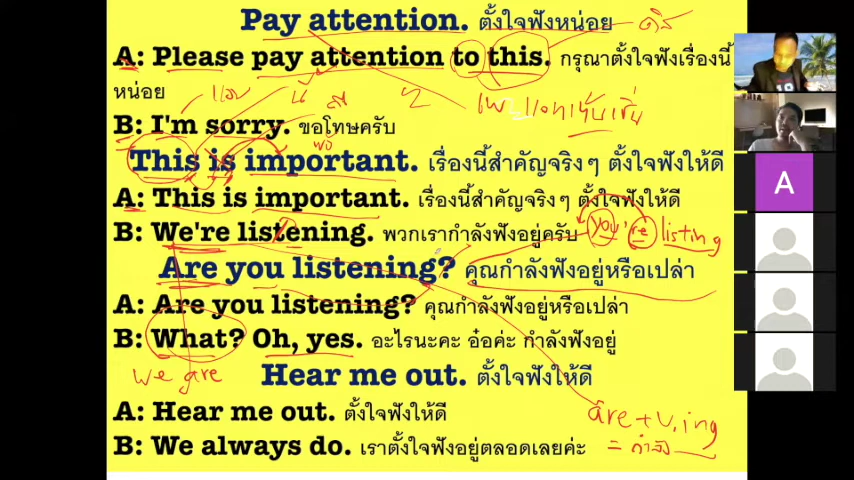 Pay attention. ตั้งใจฟังหน่อย
A: Please pay attention to this. กรุณาตั้งใจฟังเรื่องนี้
หน่อย
B: I'm sorry. ขอโทษครับ
This is important. เรื่องนี้สำคัญจริงๆ ตั้งใจฟังให้ดี
A: This is important. เรื่องนี้สำคัญจริงๆ ตั้งใจฟังให้ดี
B: We're listening. พวกเรากำลังฟังอยู่ครับ
you're listing
Are you listening? คุณกำลังฟังอยู่หรือเปล่า
A: Are you listening? คุณกำลังฟังอยู่หรือเปล่า
B: What? Oh, yes. อะไรนะคะ อ๋อค่ะ กำลังฟังอยู่
we are
Hear me out. ตั้งใจฟังให้ดี
A: Hear me out. ตั้งใจฟังให้ดี
are + V.ing
B: We always do. เราตั้งใจฟังอยู่ตลอดเลยค่ะ
= กำลัง
A